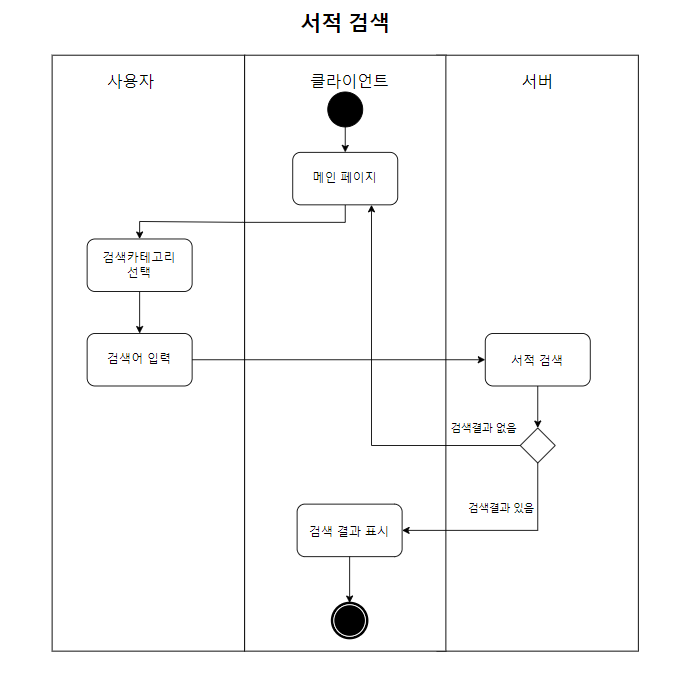 서적 검색
사용자
클라이언트
서버
메인 페이지
검색카테고리
선택
검색어 입력
서적 검색
검색결과 없음
검색결과 있음
검색 결과 표시